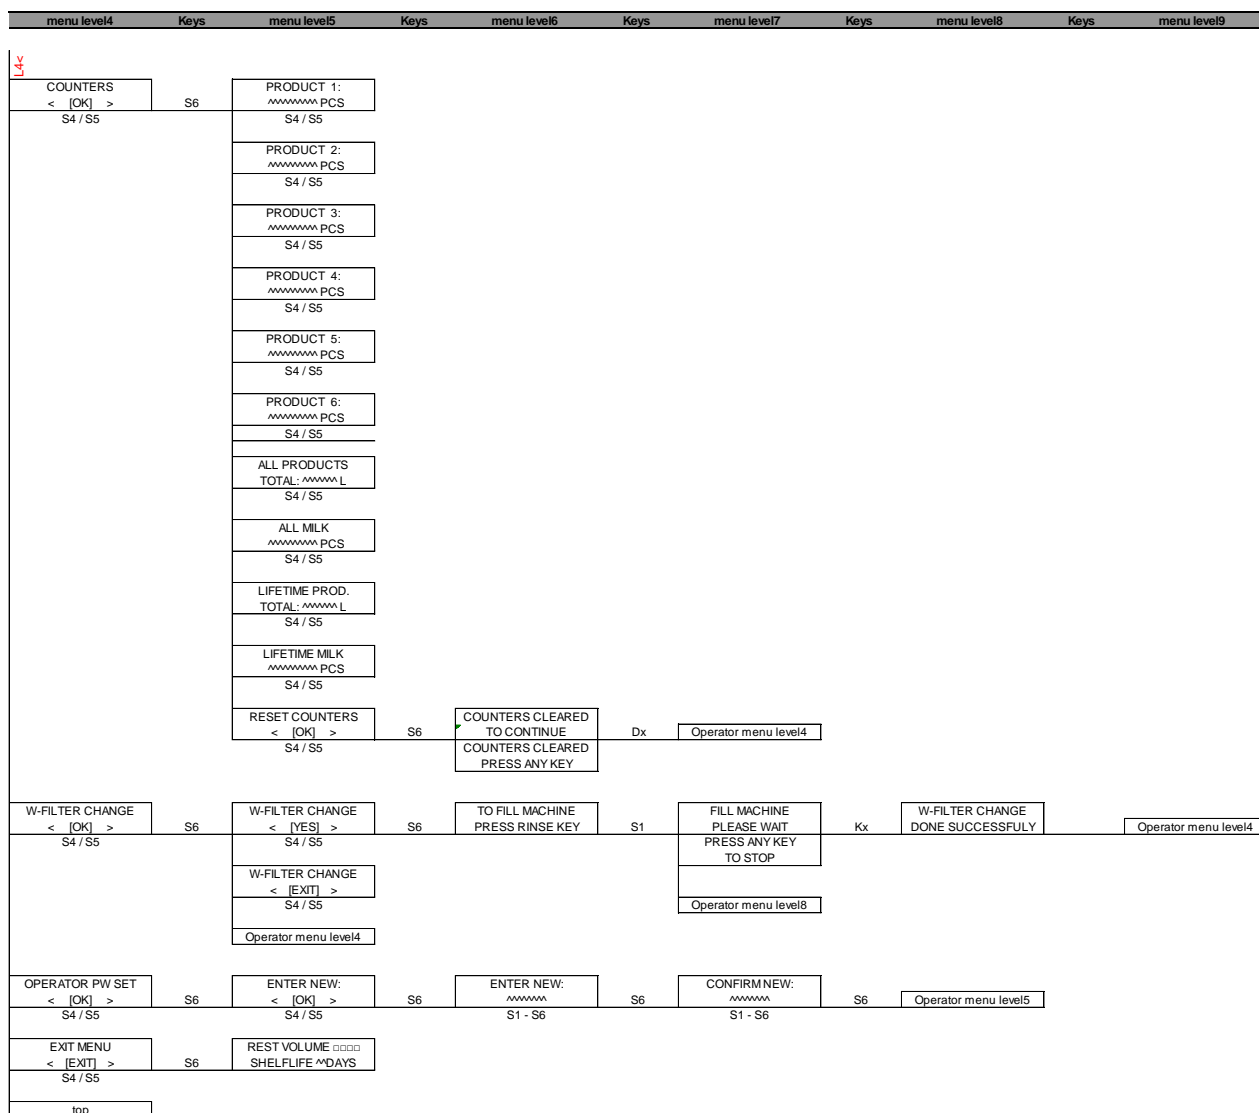 menu level4 Keys menu level5 Keys menu level6 Keys menu level7 Keys menu level8 Keys menu level9
L4<
COUNTERS PRODUCT 1:
< [OK] > S6 ^^^^^^^^^ PCS
S4 / S5 S4 / S5
PRODUCT 2:
^^^^^^^^^ PCS
S4 / S5
PRODUCT 3:
^^^^^^^^^ PCS
S4 / S5
PRODUCT 4:
^^^^^^^^^ PCS
S4 / S5
PRODUCT 5:
^^^^^^^^^ PCS
S4 / S5
PRODUCT 6:
^^^^^^^^^ PCS
S4 / S5
ALL PRODUCTS
TOTAL: ^^^^^^ L
S4 / S5
ALL MILK
^^^^^^^^^ PCS
S4 / S5
LIFETIME PROD.
TOTAL: ^^^^^^ L
S4 / S5
LIFETIME MILK
^^^^^^^^^ PCS
S4 / S5
RESET COUNTERS COUNTERS CLEARED
< [OK] > S6 TO CONTINUE Dx Operator menu level4
S4 / S5 COUNTERS CLEARED
PRESS ANY KEY
W-FILTER CHANGE W-FILTER CHANGE TO FILL MACHINE FILL MACHINE W-FILTER CHANGE
< [OK] > S6 < [YES] > S6 PRESS RINSE KEY S1 PLEASE WAIT Kx DONE SUCCESSFULY Operator menu level4
S4 / S5 S4 / S5 PRESS ANY KEY
TO STOP
W-FILTER CHANGE
< [EXIT] >
S4 / S5 Operator menu level8
Operator menu level4
OPERATOR PW SET ENTER NEW: ENTER NEW: CONFIRM NEW:
< [OK] > S6 < [OK] > S6 ^^^^^^ S6 ^^^^^^ S6 Operator menu level5
S4 / S5 S4 / S5 S1 - S6 S1 - S6
EXIT MENU REST VOLUME □□□□
< [EXIT] > S6 SHELFLIFE ^^DAYS
S4 / S5
top